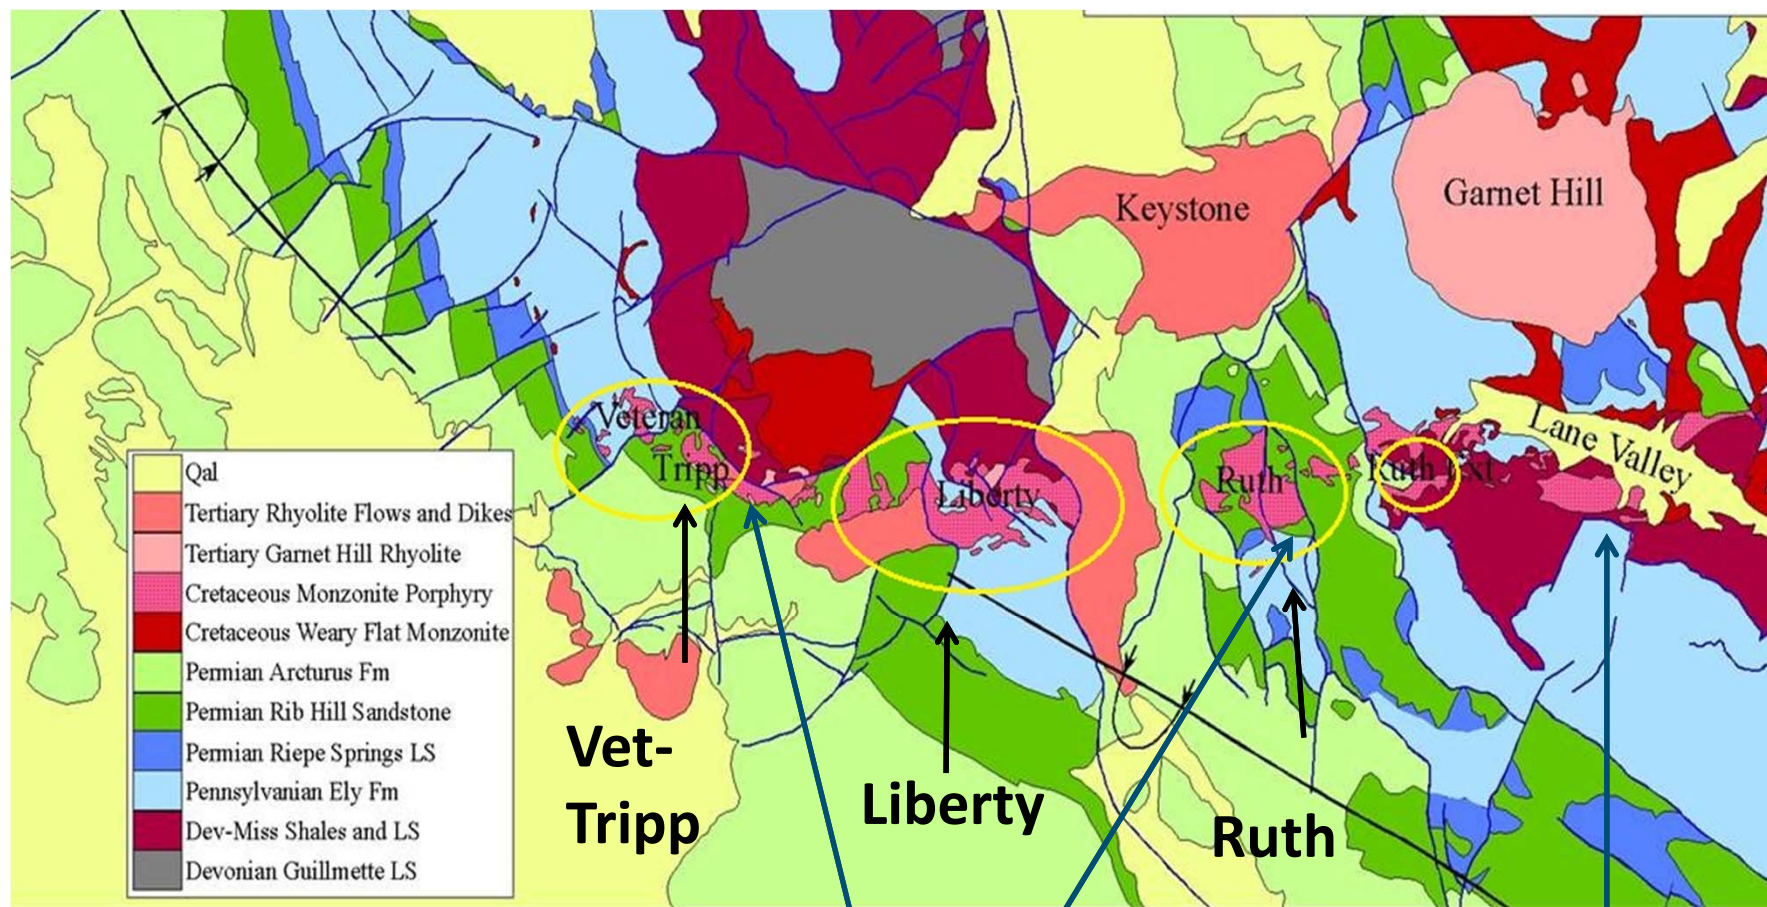 Keystone
Garnet Hill
Veteran
Tripp
Liberty
Ruth
Ruth Ext
Lane Valley
Qal
Tertiary Rhyolite Flows and Dikes
Tertiary Garnet Hill Rhyolite
Cretaceous Monzonite Porphyry
Cretaceous Weary Flat Monzonite
Permian Arcturus Fm
Permian Rib Hill Sandstone
Permian Riepe Springs LS
Pennsylvanian Ely Fm
Dev-Miss Shales and LS
Devonian Guillmette LS
Vet-
Tripp
Liberty
Ruth